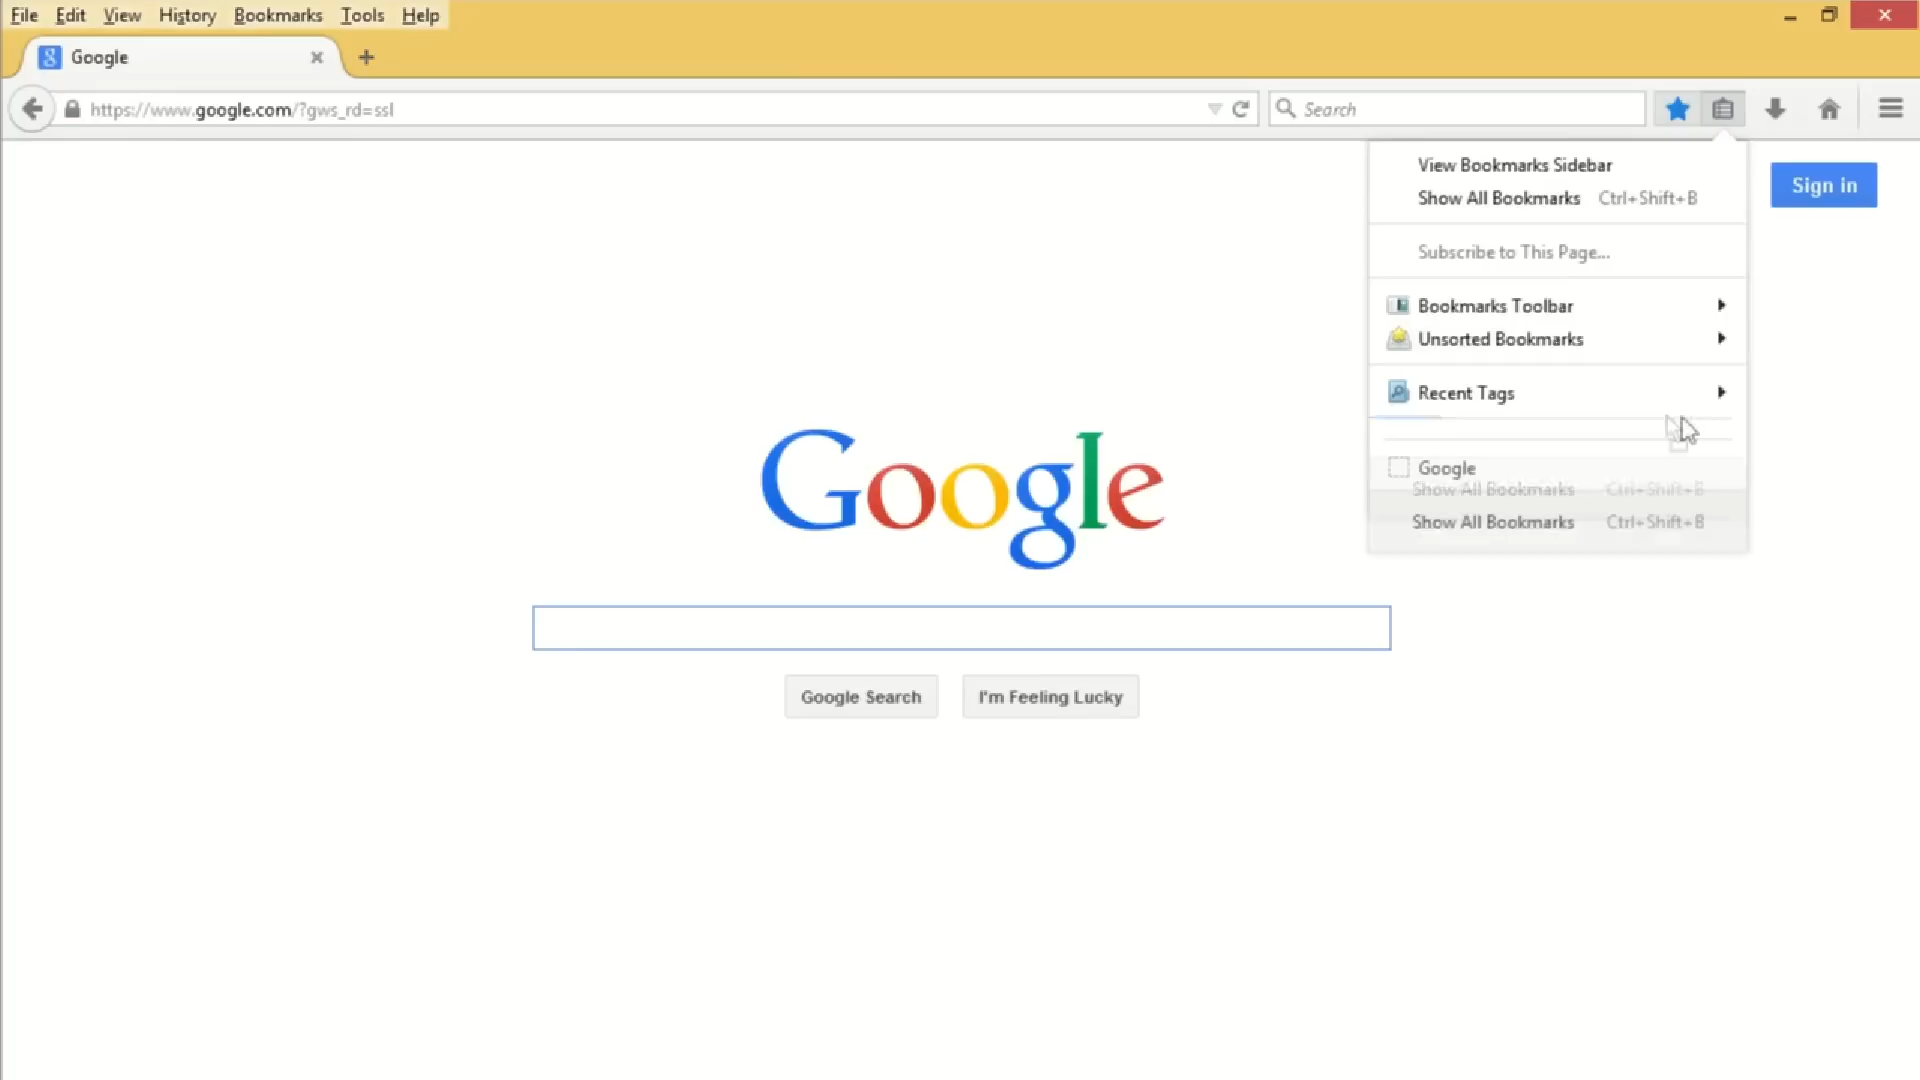 File Edit View History Bookmarks Tools Help
Google
https://www.google.com/?gws_rd=ssl
Search
View Bookmarks Sidebar
Show All Bookmarks Ctrl+Shift+B
Sign in
Subscribe to This Page...
Bookmarks Toolbar
Unsorted Bookmarks
Recent Tags
Google
Show All Bookmarks Ctrl+Shift+B
Show All Bookmarks Ctrl+Shift+B
Google
Google Search I'm Feeling Lucky